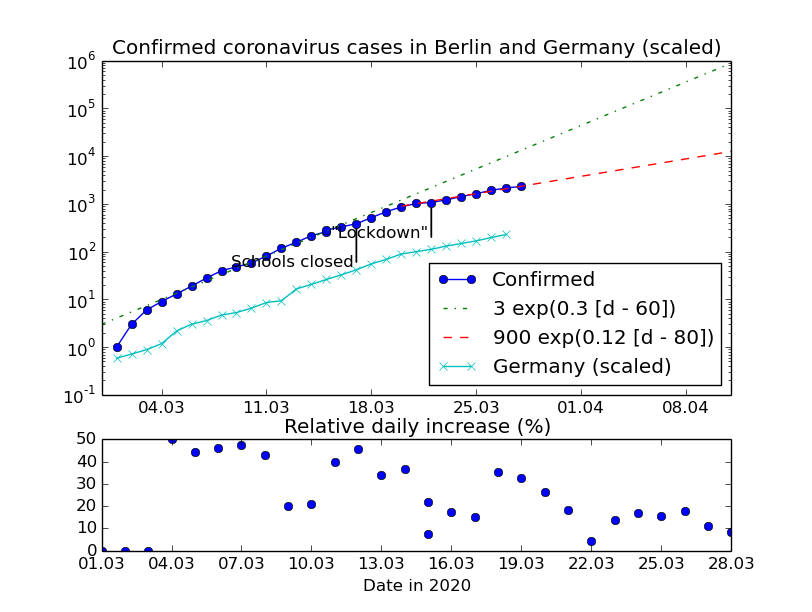 Confirmed coronavirus cases in Berlin and Germany (scaled)
10^6
10^5
10^4
10^3
10^2
10^1
10^0
10^-1
"Lockdown"
Schools closed
Confirmed
3 exp(0.3 [d - 60])
900 exp(0.12 [d - 80])
Germany (scaled)
04.03 11.03 18.03 25.03 01.04 08.04
Relative daily increase (%)
50
40
30
20
10
0
01.03 04.03 07.03 10.03 13.03 16.03 19.03 22.03 25.03 28.03
Date in 2020